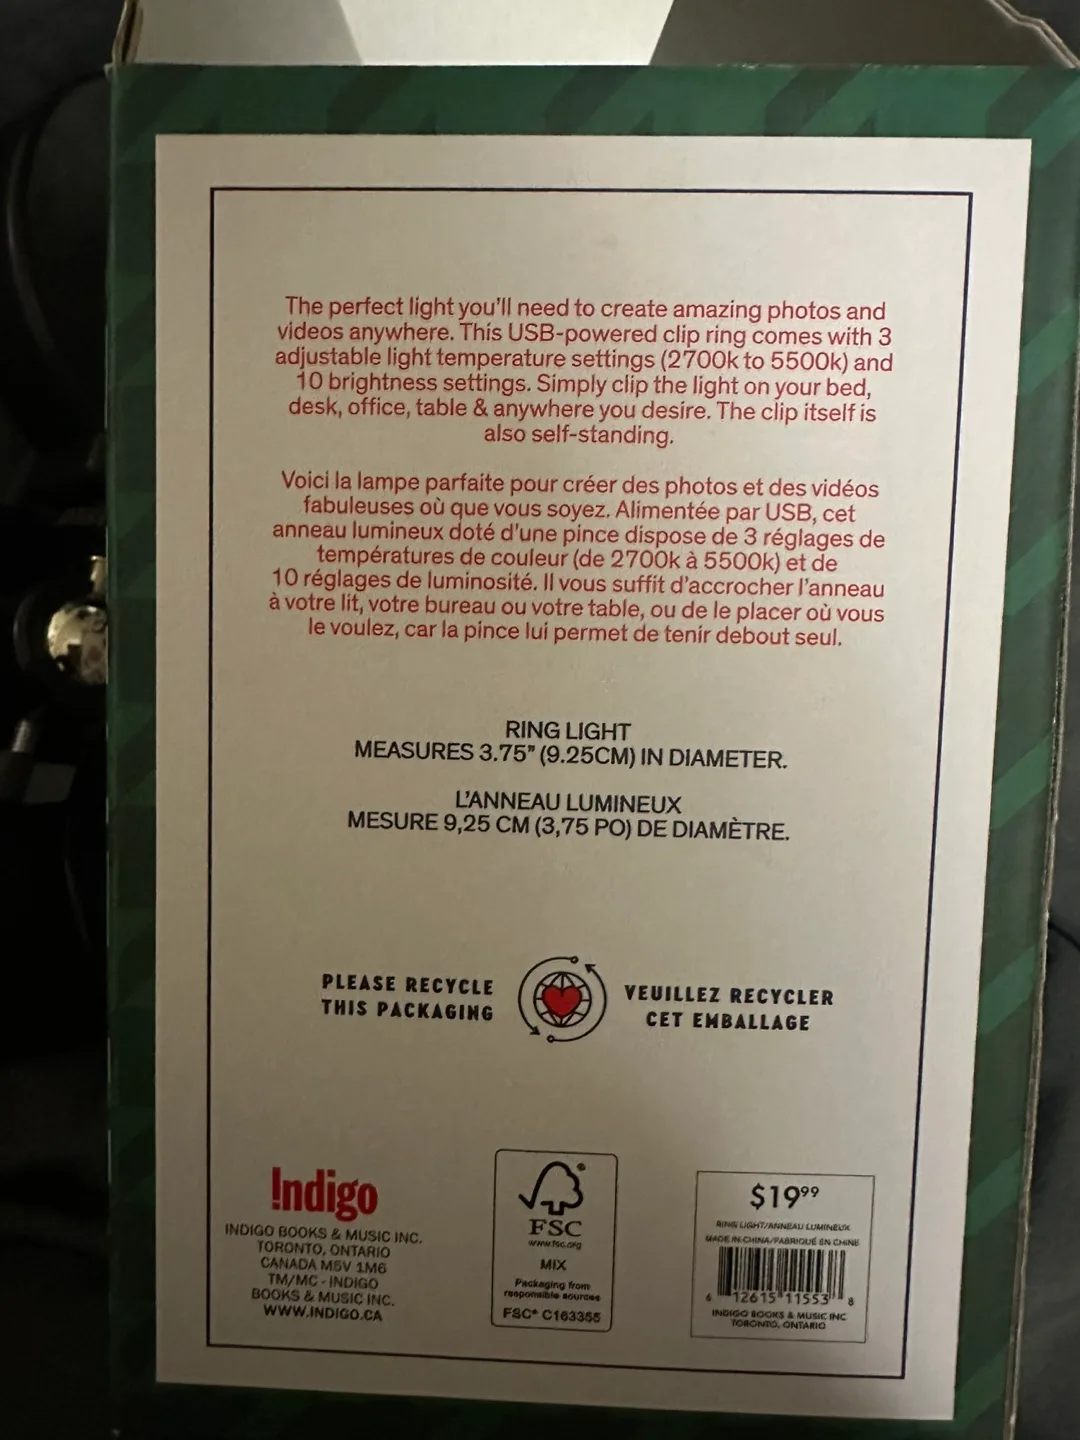 The perfect light you'll need to create amazing photos and
videos anywhere. This USB-powered clip ring comes with 3
adjustable light temperature settings (2700k to 5500k) and
10 brightness settings. Simply clip the light on your bed,
desk, office, table & anywhere you desire. The clip itself is
also self-standing.
Voici la lampe parfaite pour créer des photos et des vidéos
fabuleuses où que vous soyez. Alimentée par USB, cet
anneau lumineux doté d'une pince dispose de 3 réglages de
températures de couleur (de 2700k à 5500k) et de
10 réglages de luminosité. Il vous suffit d'accrocher l'anneau
à votre lit, votre bureau ou votre table, ou de le placer où vous
le voulez, car la pince lui permet de tenir debout seul.
RING LIGHT
MEASURES 3.75" (9.25CM) IN DIAMETER.
L'ANNEAU LUMINEUX
MESURE 9,25 CM (3,75 PO) DE DIAMÈTRE.
PLEASE RECYCLE
THIS PACKAGING
VEUILLEZ RECYCLER
CET EMBALLAGE
!ndigo
INDIGO BOOKS & MUSIC INC.
TORONTO, ONTARIO
CANADA M5V 1M6
TM/MC - INDIGO
BOOKS & MUSIC INC.
WWW.INDIGO.CA
FSC
www.fsc.org
MIX
Packaging from
responsible sources
FSC® C163355
$19⁹⁹
RING LIGHT/ANNEAU LUMINEUX
MADE IN CHINA/FABRIQUÉ EN CHINE
6 12615 11553 8
INDIGO BOOKS & MUSIC INC
TORONTO, ONTARIO